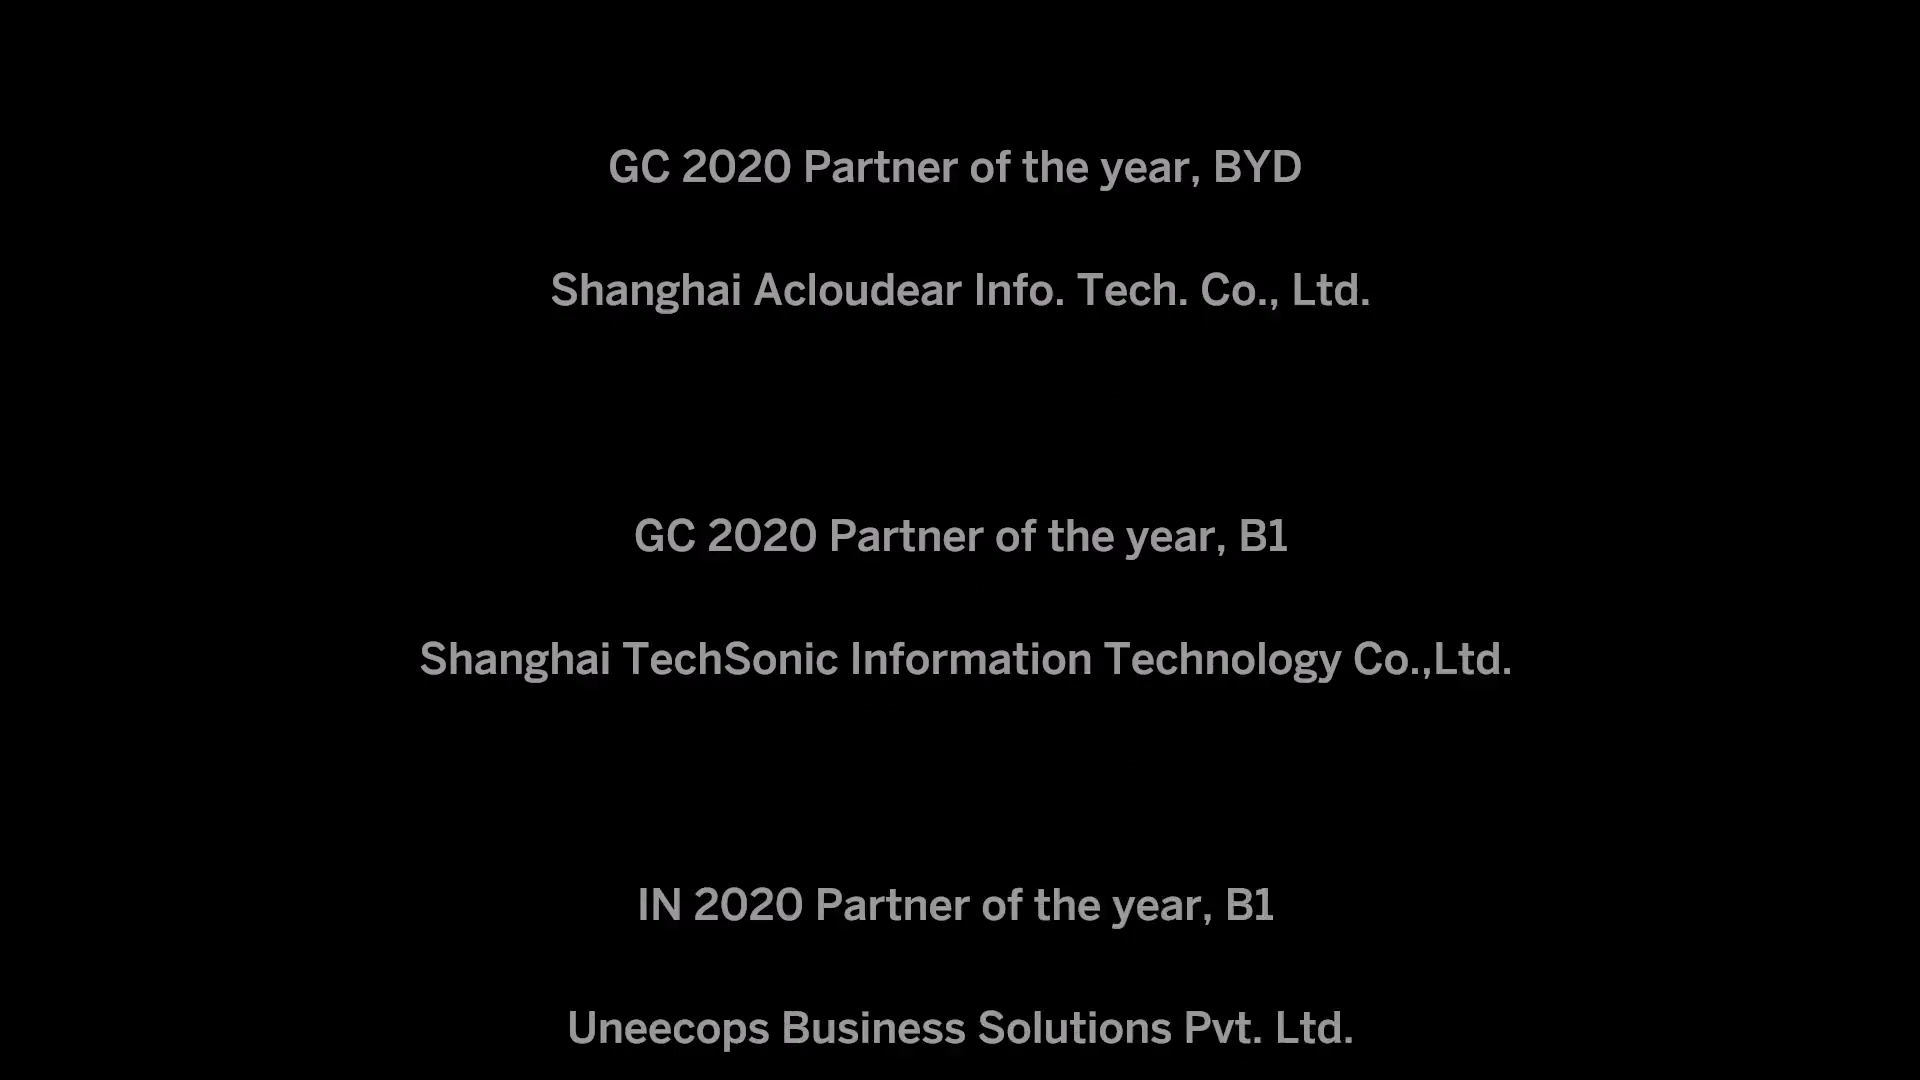 GC 2020 Partner of the year, BYD
Shanghai Acloudear Info. Tech. Co., Ltd.
GC 2020 Partner of the year, B1
Shanghai TechSonic Information Technology Co.,Ltd.
IN 2020 Partner of the year, B1
Uneecops Business Solutions Pvt. Ltd.